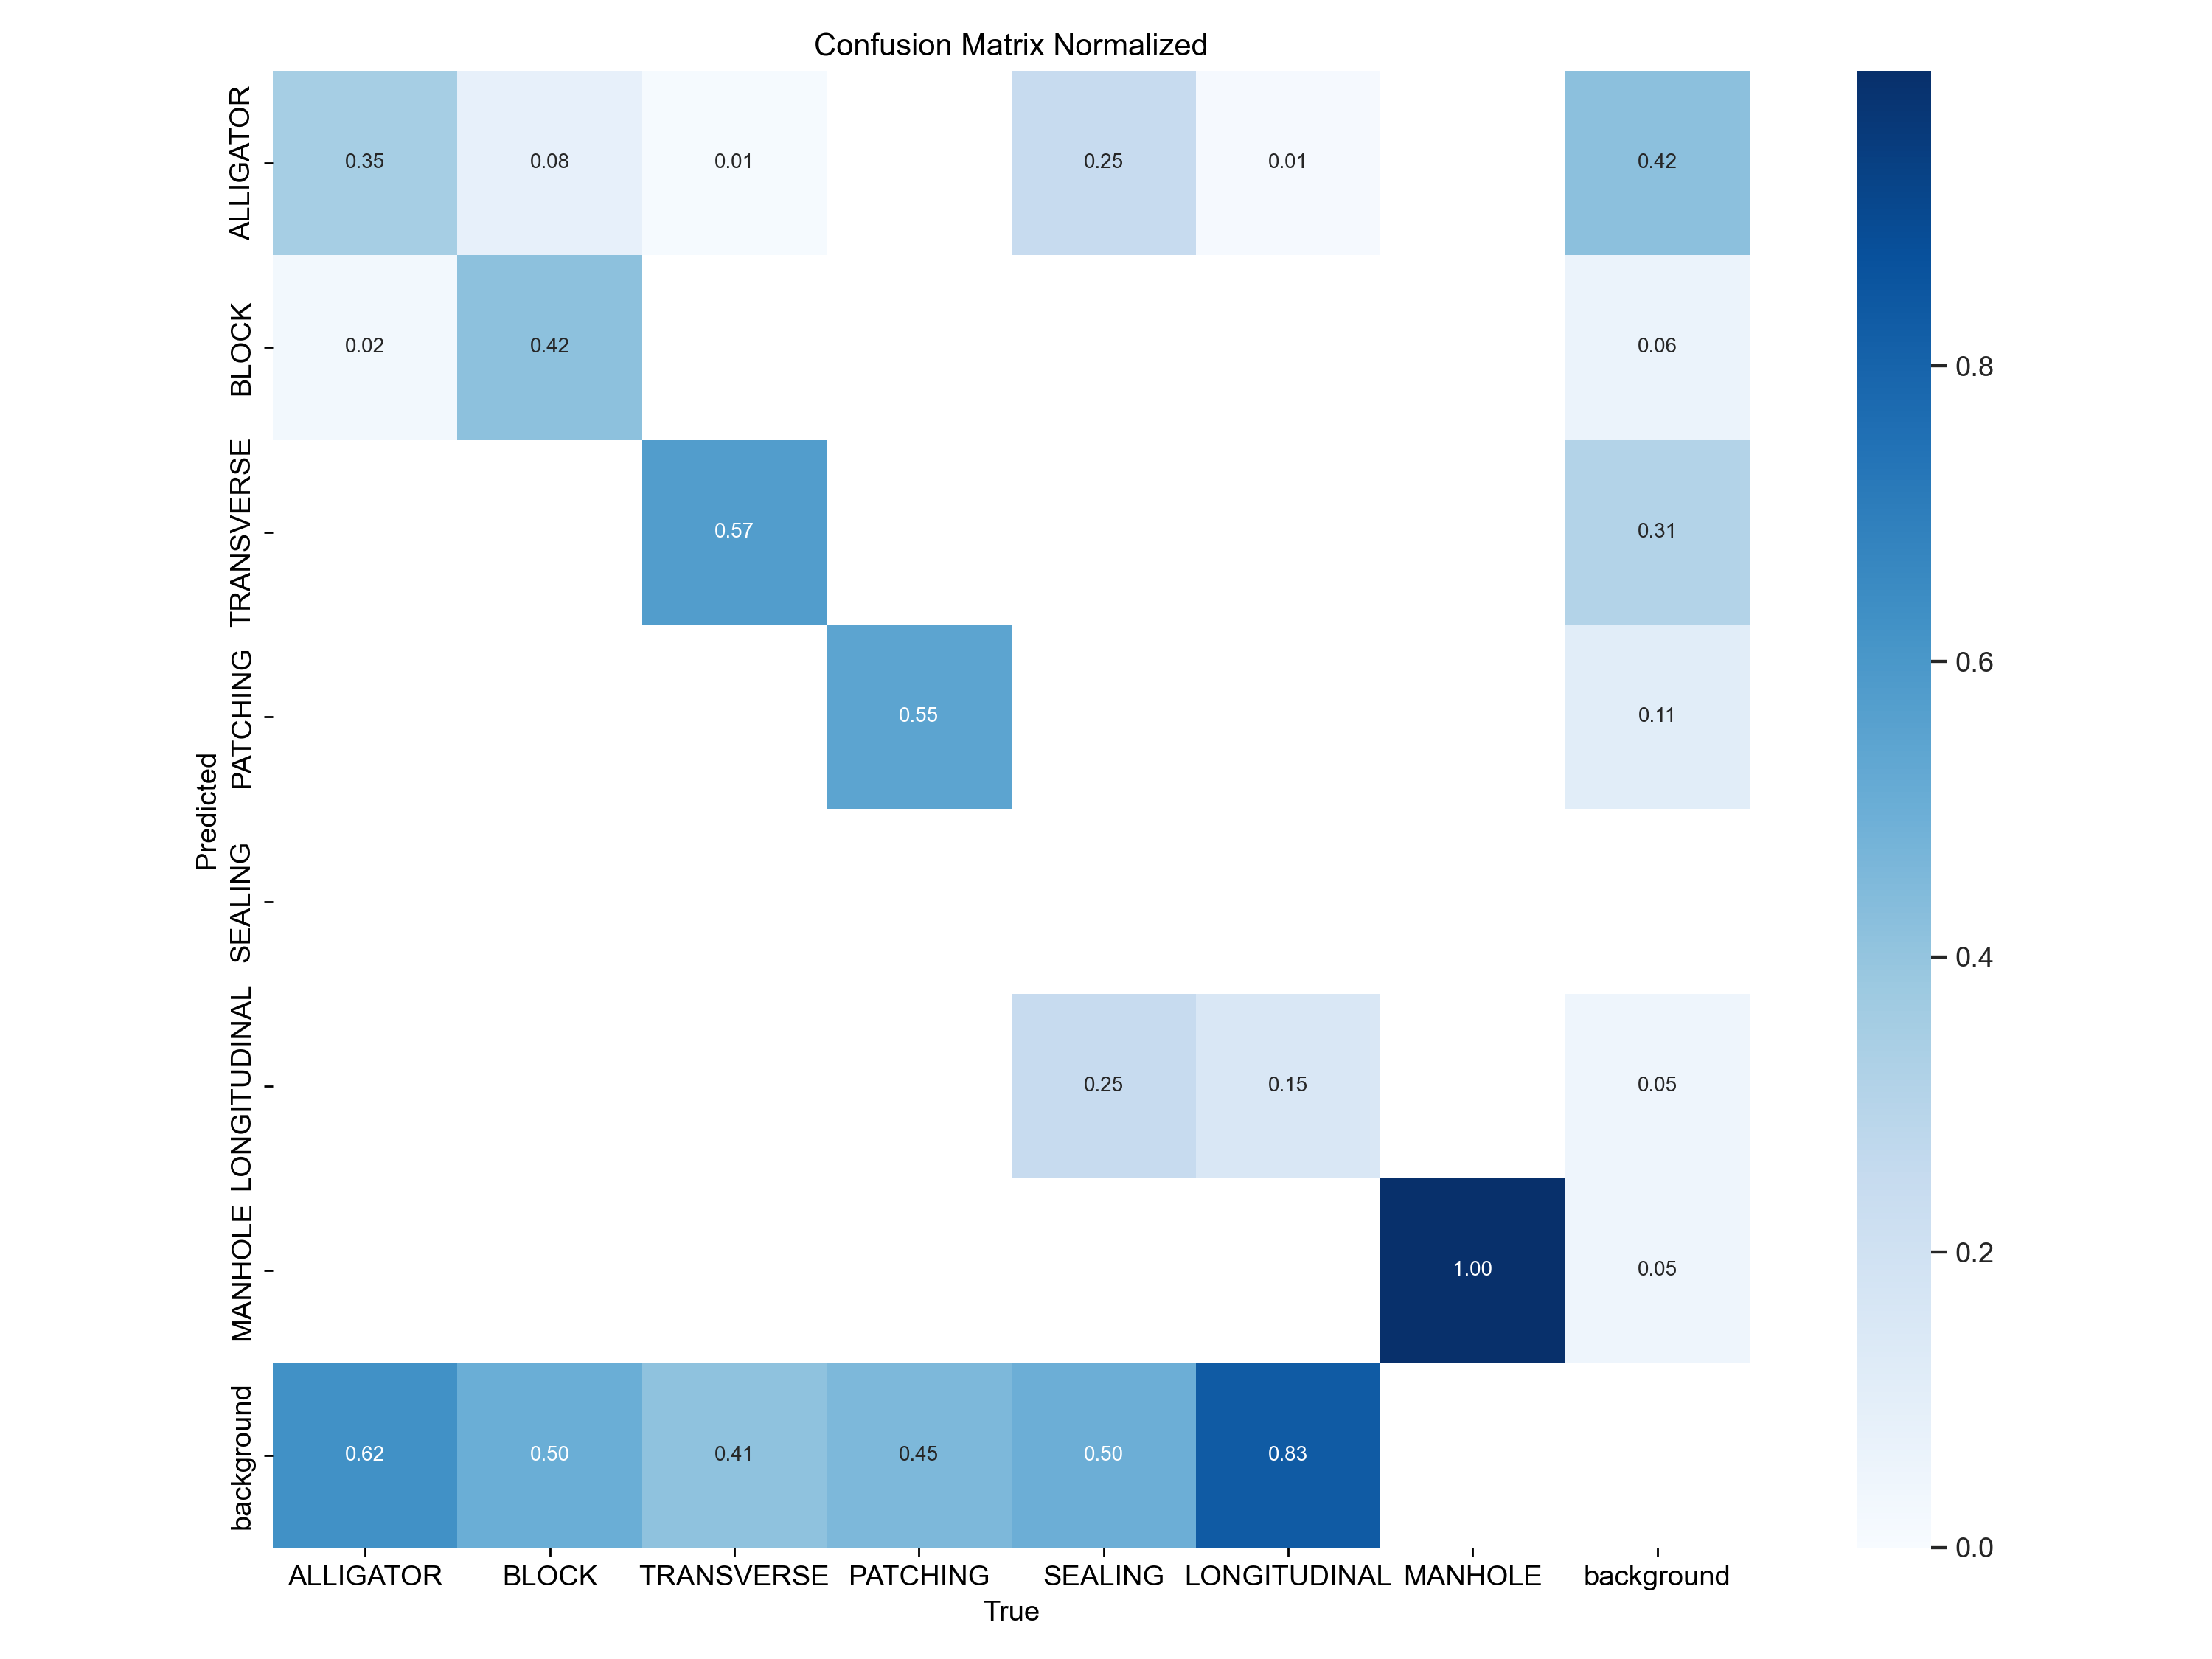 Confusion Matrix Normalized
ALLIGATOR
0.35 0.08 0.01 0.25 0.01 0.42
BLOCK
0.02 0.42 0.06
TRANSVERSE
0.57 0.31
PATCHING
0.55 0.11
SEALING
LONGITUDINAL
0.25 0.15 0.05
MANHOLE
1.00 0.05
background
0.62 0.50 0.41 0.45 0.50 0.83
Predicted
ALLIGATOR BLOCK TRANSVERSE PATCHING SEALING LONGITUDINAL MANHOLE background
True
0.8
0.6
0.4
0.2
0.0